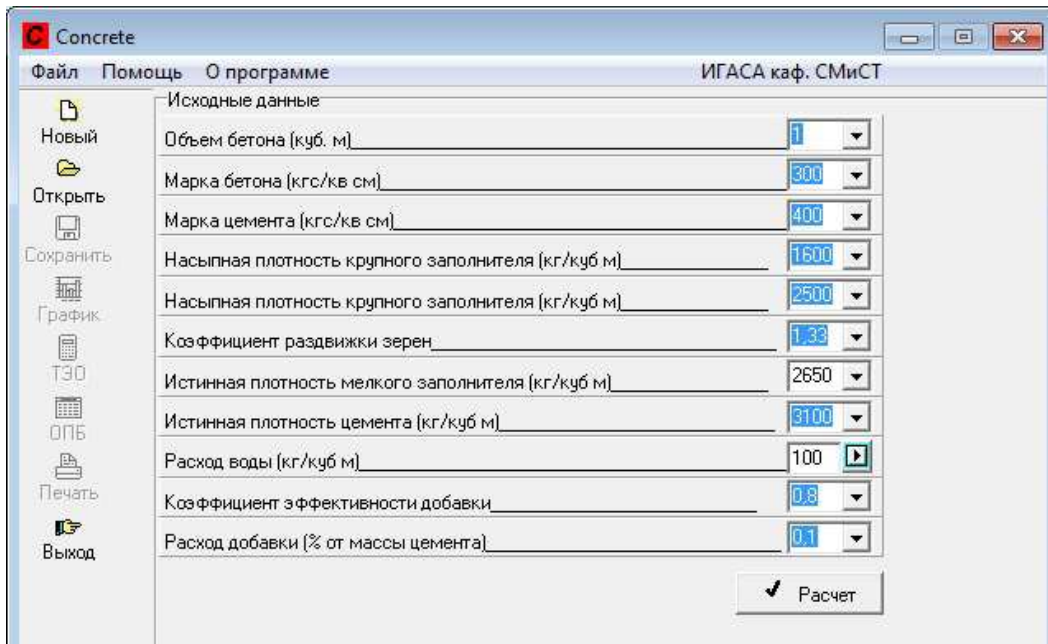 C Concrete
Файл Помощь О программе ИГАСА каф. СМиСТ
Новый
Открыть
Сохранить
График
ТЭО
ОПБ
Печать
Выход
Исходные данные
Объем бетона (куб. м) 1
Марка бетона (кгс/кв см) 300
Марка цемента (кгс/кв см) 400
Насыпная плотность крупного заполнителя (кг/куб м) 1600
Насыпная плотность крупного заполнителя (кг/куб м) 2500
Коэффициент раздвижки зерен 1,33
Истинная плотность мелкого заполнителя (кг/куб м) 2650
Истинная плотность цемента (кг/куб м) 3100
Расход воды (кг/куб м) 100
Коэффициент эффективности добавки 0,8
Расход добавки (% от массы цемента) 0,1
Расчет